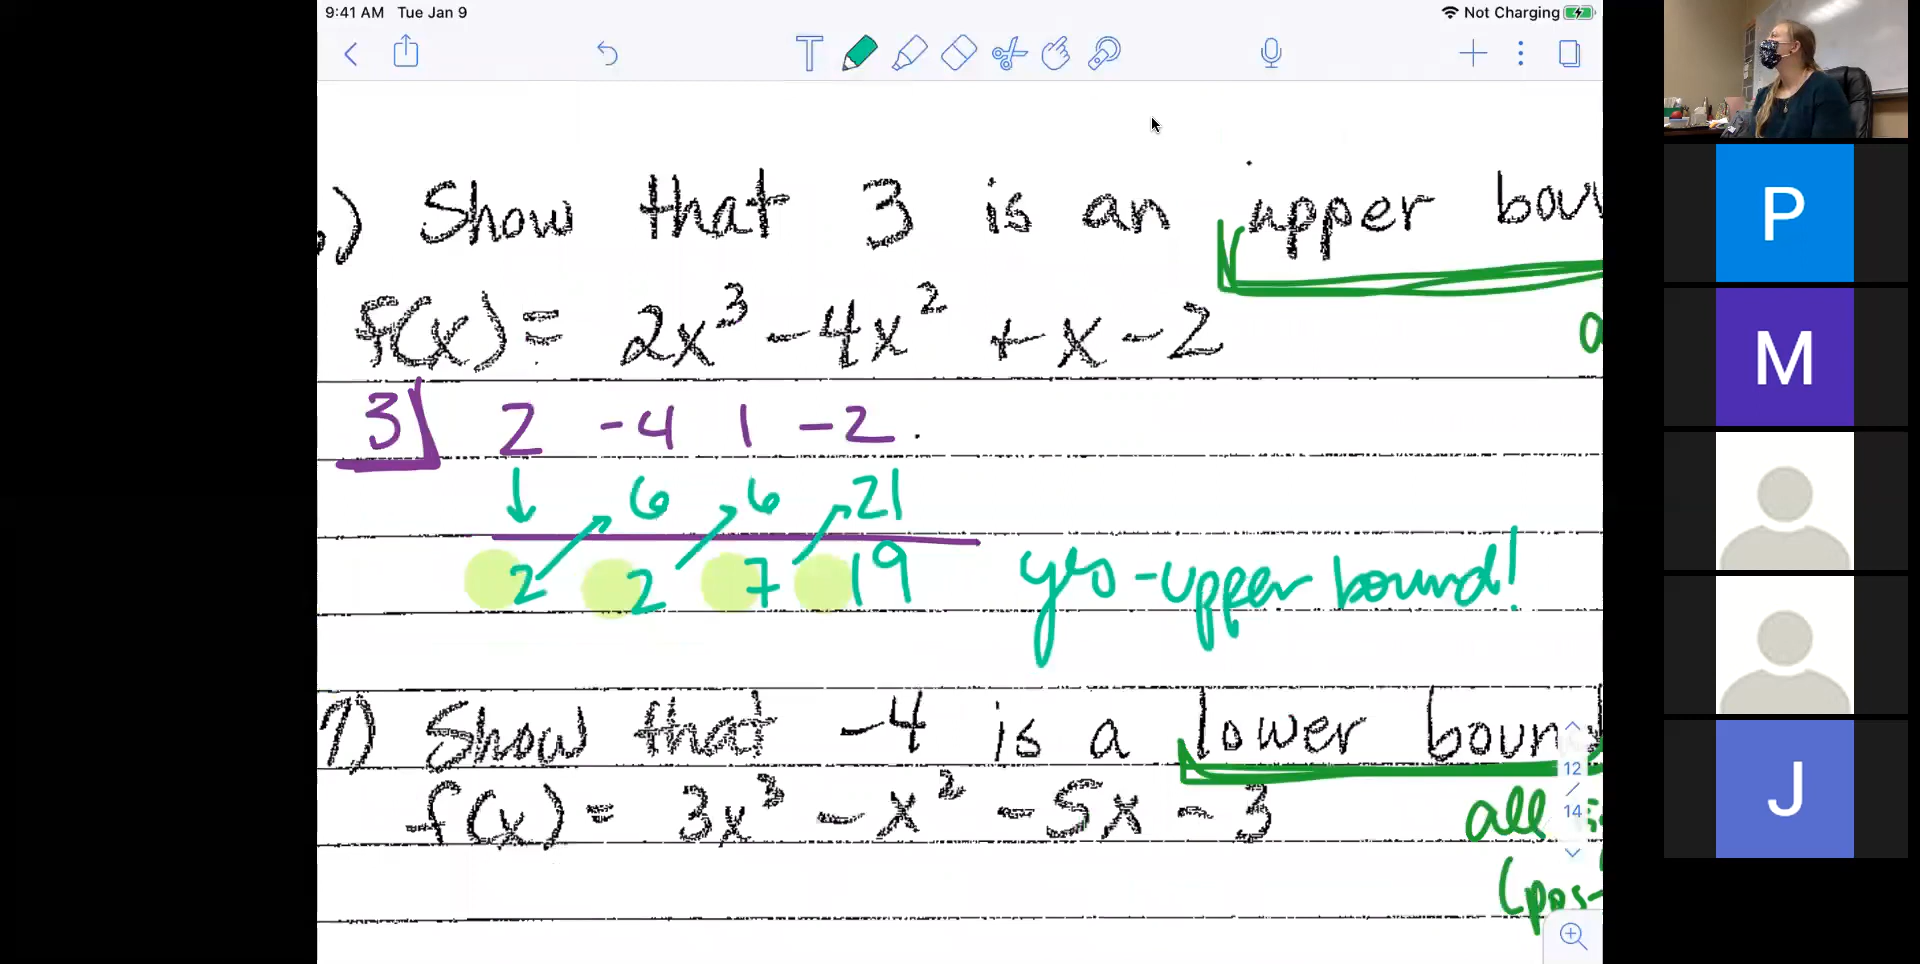 9:41 AM Tue Jan 9
Not Charging
) Show that 3 is an upper boun
f(x) = 2x³ - 4x² + x - 2
a
3 2 -4 1 -2
6 6 21
2 2 7 19 yes - upper bound!
7) Show that -4 is a lower boun
f(x) = 3x³ - x² - 5x - 3
all
(pos-
12
/
14
P
M
J